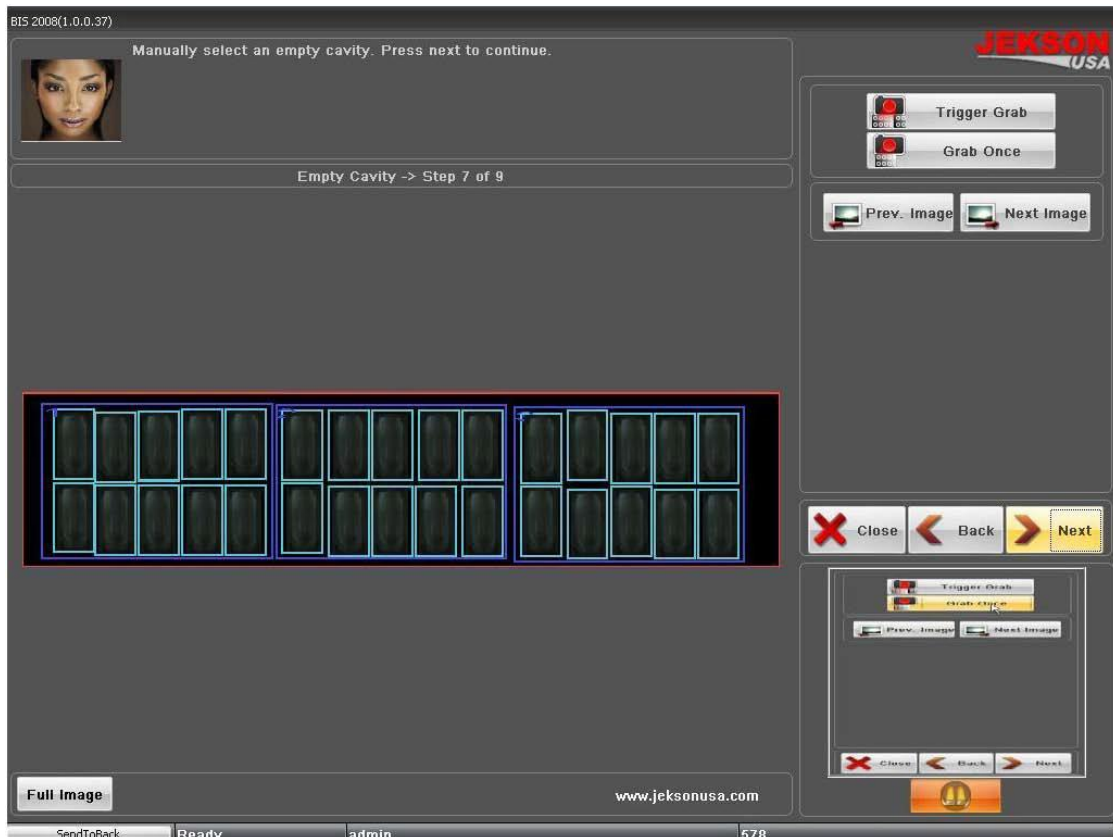 BIS 2008(1.0.0.37)
Manually select an empty cavity. Press next to continue.
JEKSON
USA
Trigger Grab
Grab Once
Empty Cavity -> Step 7 of 9
Prev. Image
Next Image
Close
Back
Next
Trigger Grab
Grab Once
Prev. Image
Next Image
Close
Back
Next
Full Image
www.jeksonusa.com
SendToBack
Ready
admin
578